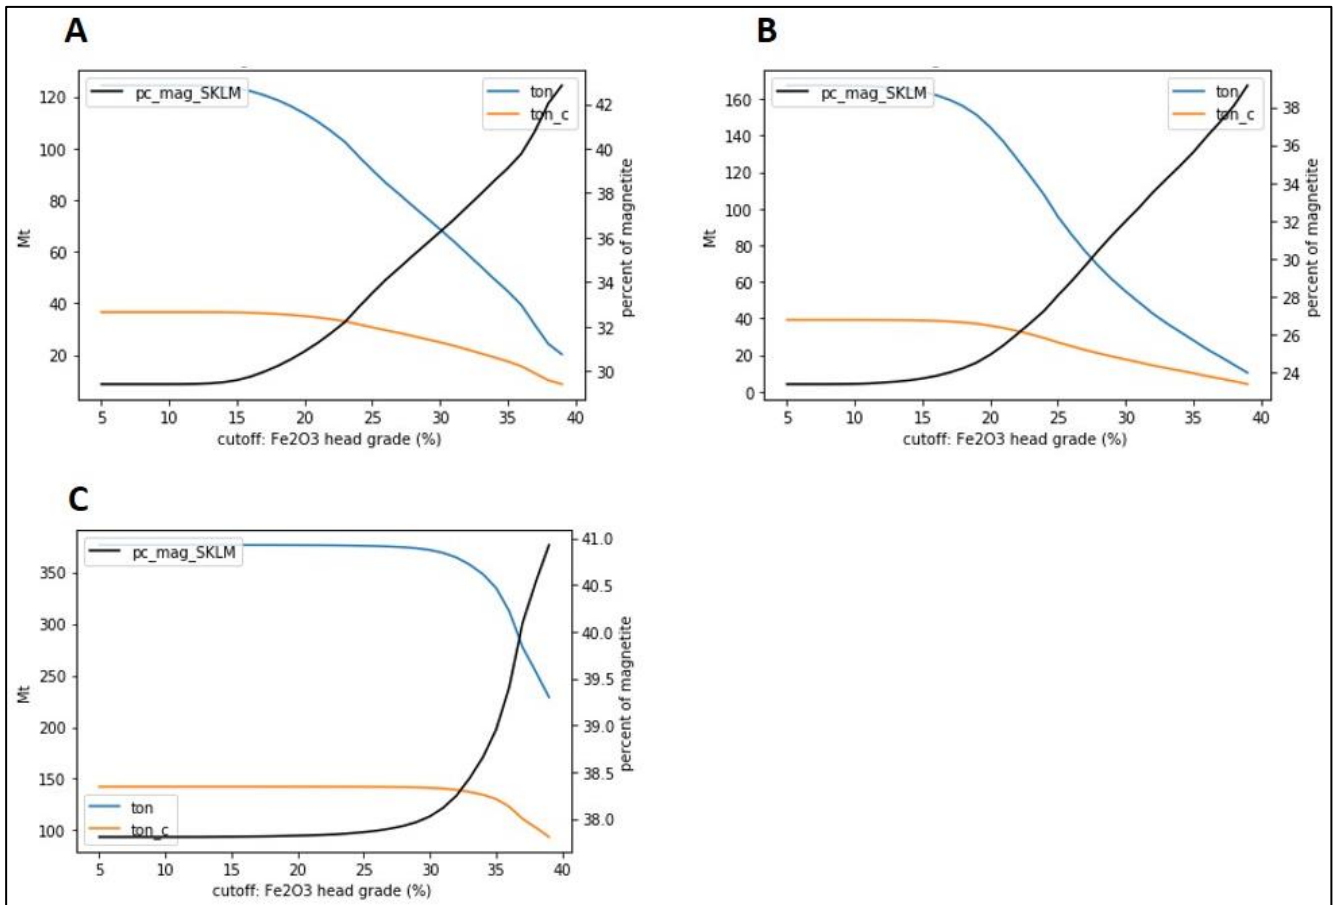 A
pc_mag_SKLM
ton
ton_c
120
100
80
60
40
20
Mt
42
40
38
36
34
32
30
percent of magnetite
5 10 15 20 25 30 35 40
cutoff: Fe2O3 head grade (%)
B
pc_mag_SKLM
ton
ton_c
160
140
120
100
80
60
40
20
0
Mt
38
36
34
32
30
28
26
24
percent of magnetite
5 10 15 20 25 30 35 40
cutoff: Fe2O3 head grade (%)
C
pc_mag_SKLM
350
300
250
200
150
100
Mt
ton
ton_c
41.0
40.5
40.0
39.5
39.0
38.5
38.0
percent of magnetite
5 10 15 20 25 30 35 40
cutoff: Fe2O3 head grade (%)